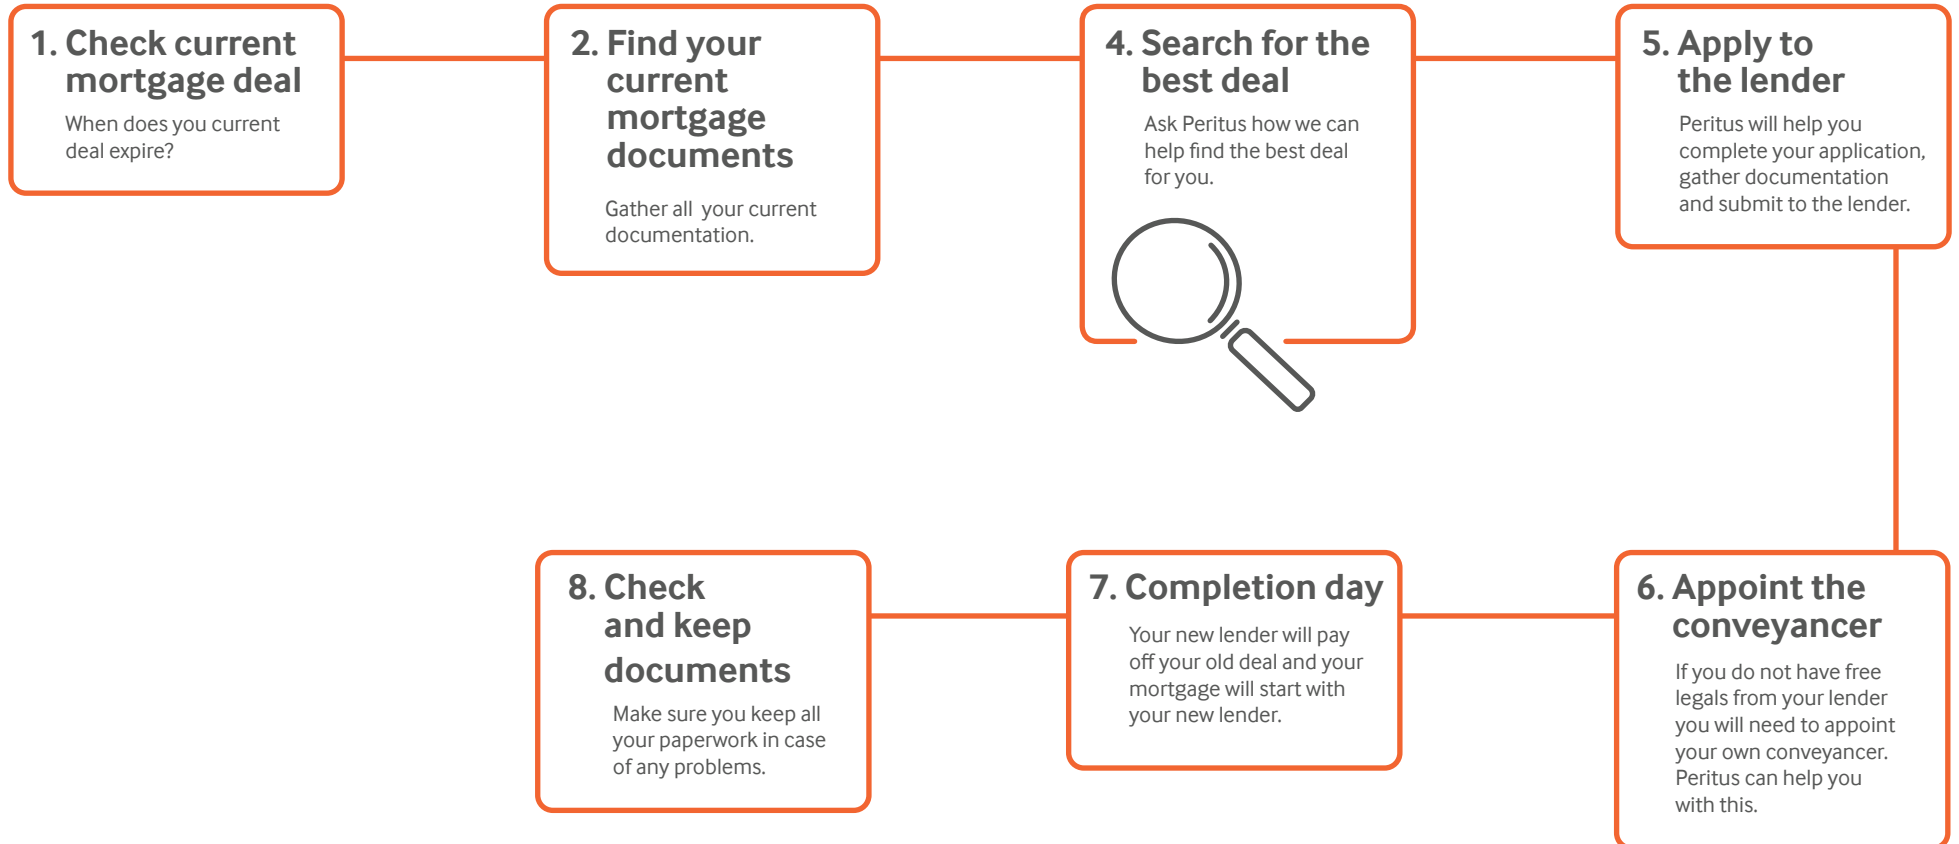 1. Check current
mortgage deal
When does you current
deal expire?
2. Find your
current
mortgage
documents
Gather all  your current
documentation.
4. Search for the
best deal
Ask Peritus how we can
help find the best deal
for you.
5. Apply to
the lender
Peritus will help you
complete your application,
gather documentation
and submit to the lender.
6. Appoint the
conveyancer
If you do not have free
legals from your lender
you will need to appoint
your own conveyancer.
Peritus can help you
with this.
7. Completion day
Your new lender will pay
off your old deal and your
mortgage will start with
your new lender.
8. Check
and keep
documents
Make sure you keep all
your paperwork in case
of any problems.